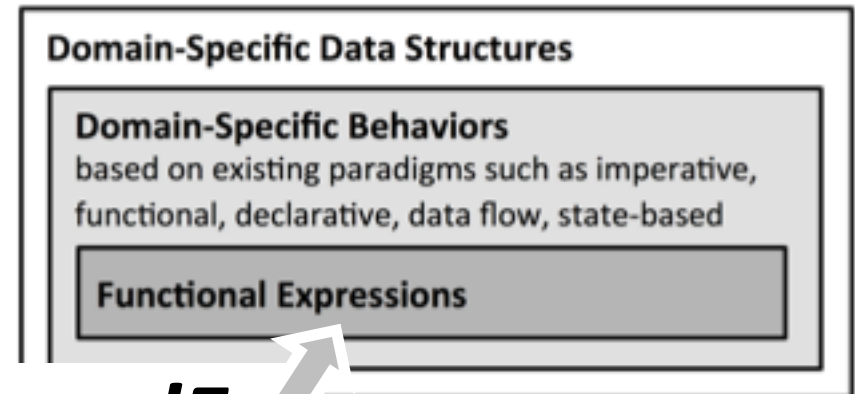 Domain-Specific Data Structures
Domain-Specific Behaviors
based on existing paradigms such as imperative,
functional, declarative, data flow, state-based
Functional Expressions